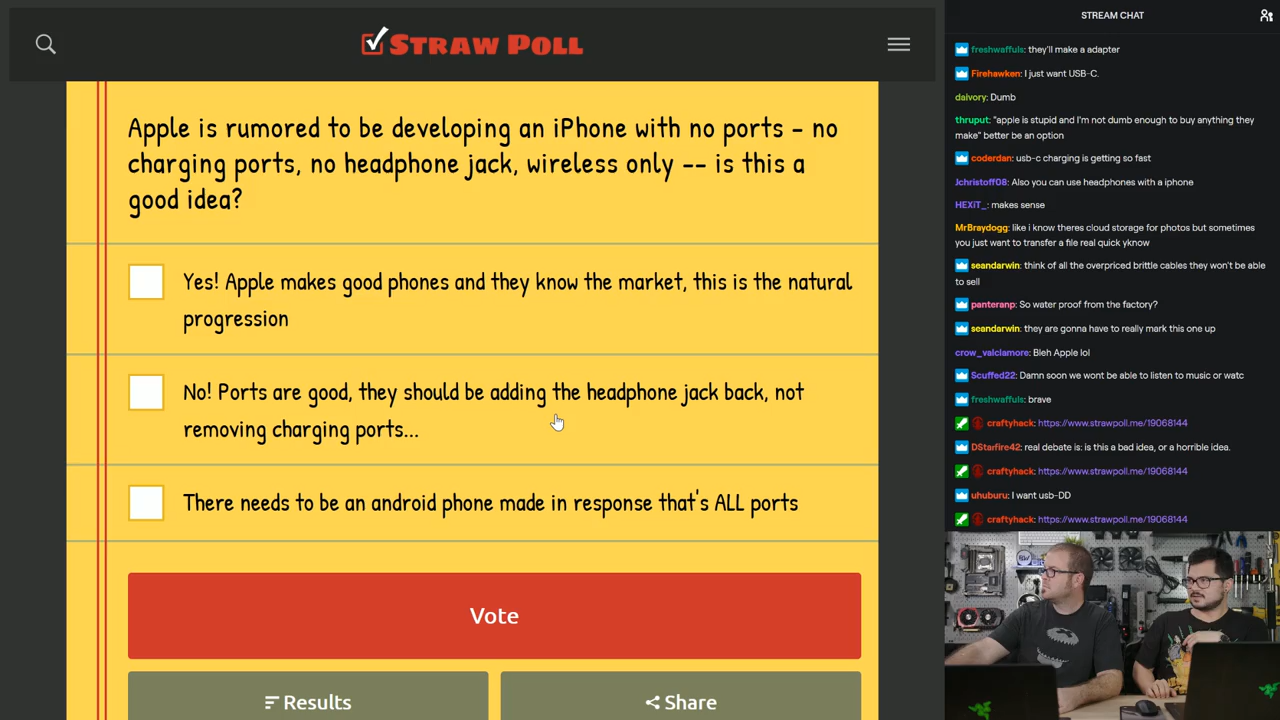 STRAW POLL
Apple is rumored to be developing an iPhone with no ports - no
charging ports, no headphone jack, wireless only -- is this a
good idea?
Yes! Apple makes good phones and they know the market, this is the natural
progression
No! Ports are good, they should be adding the headphone jack back, not
removing charging ports...
There needs to be an android phone made in response that's ALL ports
Vote
Results
Share
STREAM CHAT
freshwaffuls: they'll make a adapter
Firehawken: I just want USB-C.
daivory: Dumb
thruput: "apple is stupid and I'm not dumb enough to buy anything they
make" better be an option
coderdan: usb-c charging is getting so fast
Jchristoff08: Also you can use headphones with a iphone
HEXiT_: makes sense
MrBraydogg: like i know theres cloud storage for photos but sometimes
you just want to transfer a file real quick yknow
seandarwin: think of all the overpriced brittle cables they won't be able
to sell
panteranp: So water proof from the factory?
seandarwin: they are gonna have to really mark this one up
crow_valclamore: Bleh Apple lol
Scuffed22: Damn soon we wont be able to listen to music or watc
freshwaffuls: brave
craftyhack: https://www.strawpoll.me/19068144
DStarfire42: real debate is: is this a bad idea, or a horrible idea.
craftyhack: https://www.strawpoll.me/19068144
uhuburu: I want usb-DD
craftyhack: https://www.strawpoll.me/19068144